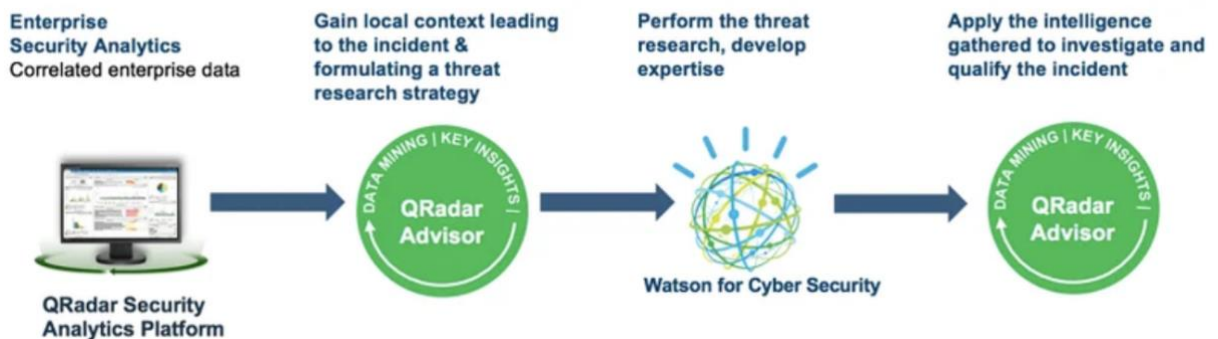 Enterprise
Security Analytics
Correlated enterprise data
Gain local context leading
to the incident &
formulating a threat
research strategy
Perform the threat
research, develop
expertise
Apply the intelligence
gathered to investigate and
qualify the incident
DATA MINING | KEY INSIGHTS |
QRadar
Advisor
DATA MINING | KEY INSIGHTS |
QRadar
Advisor
Watson for Cyber Security
QRadar Security
Analytics Platform